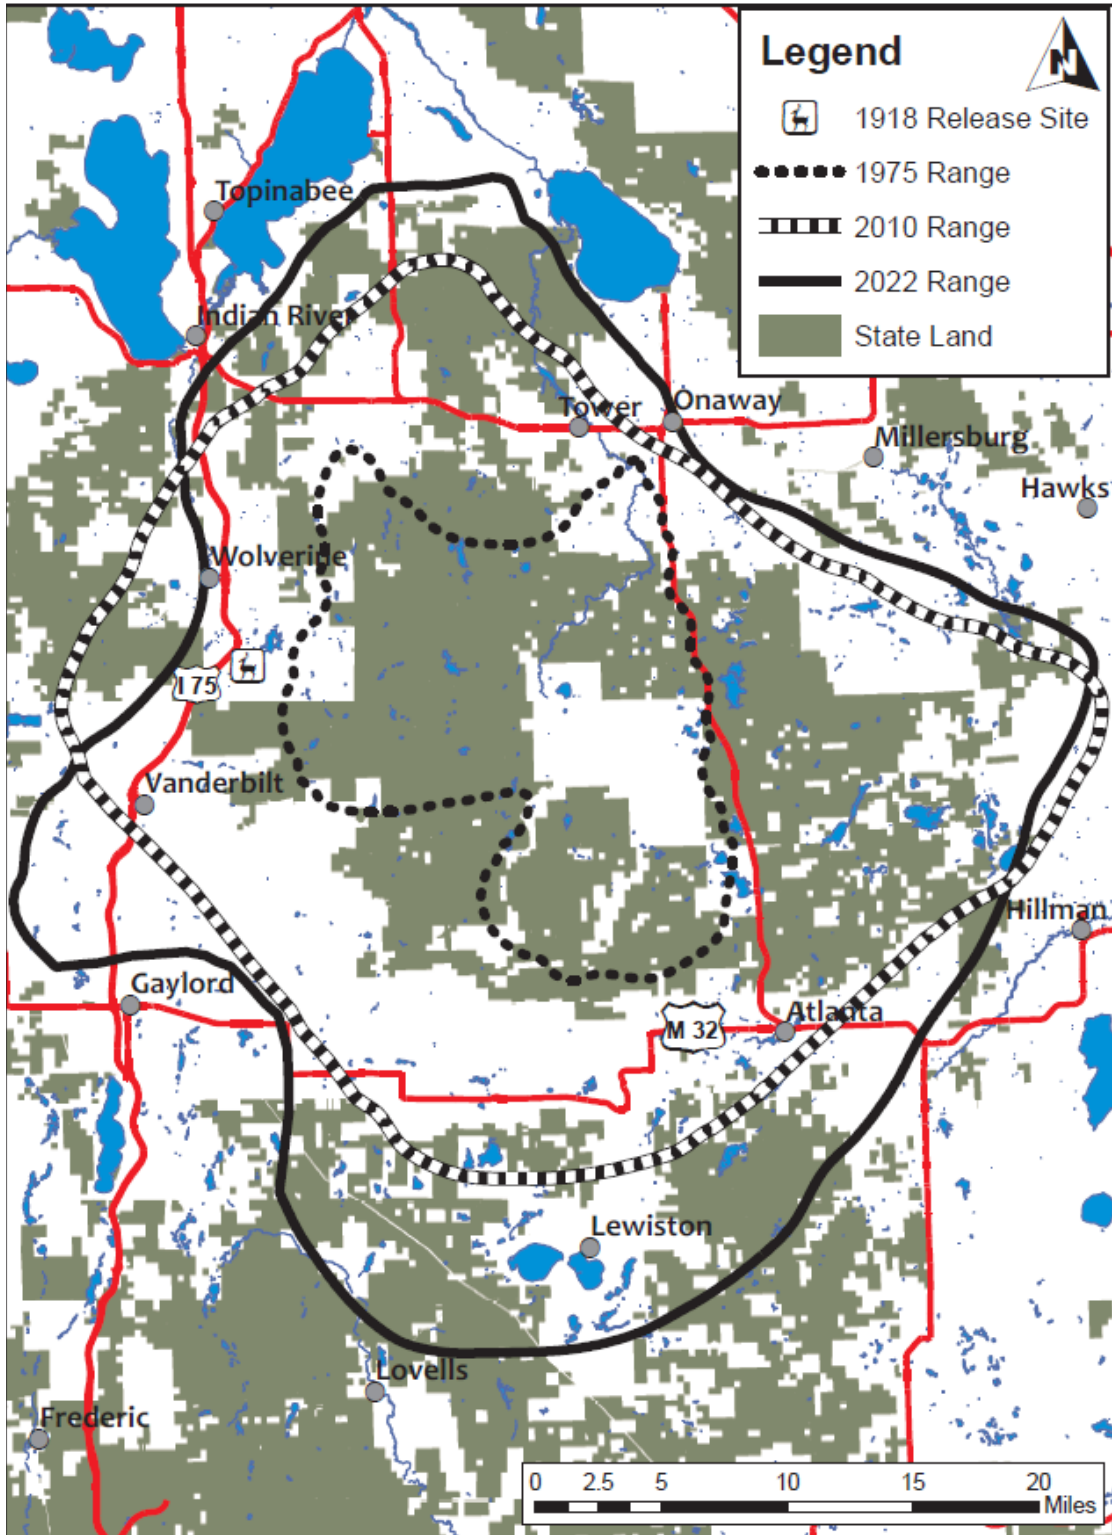 Legend
N
1918 Release Site
1975 Range
2010 Range
2022 Range
State Land
Topinabee
Indian River
Tower
Onaway
Millersburg
Hawks
Wolverine
I 75
Vanderbilt
Hillman
Gaylord
M 32
Atlanta
Lewiston
Lovells
Frederic
0 2.5 5 10 15 20
Miles